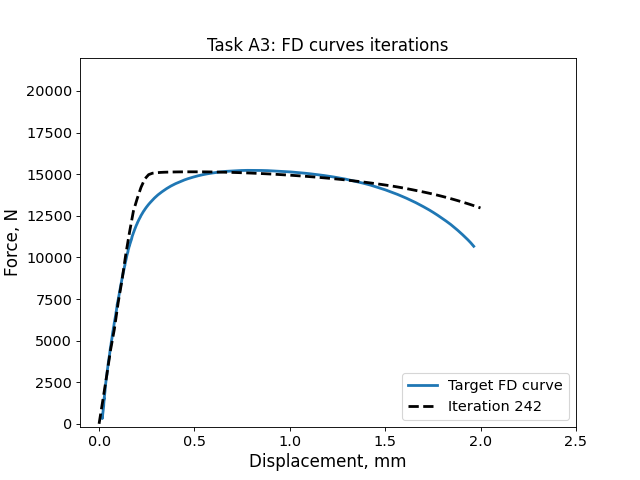 Task A3: FD curves iterations
Force, N
20000
17500
15000
12500
10000
7500
5000
2500
0
Target FD curve
Iteration 242
0.0 0.5 1.0 1.5 2.0 2.5
Displacement, mm